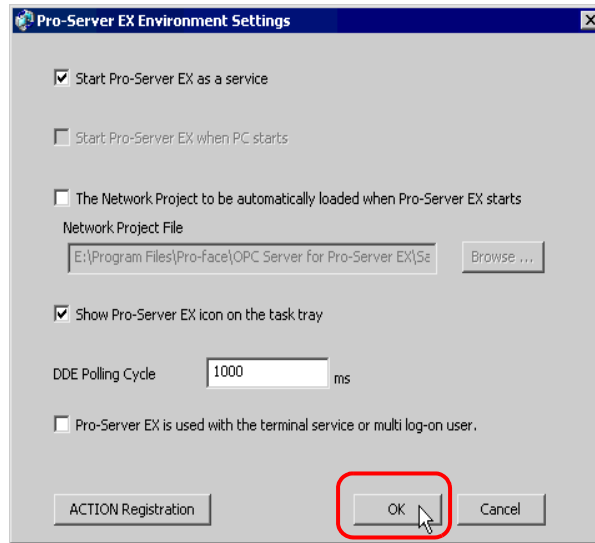 Pro-Server EX Environment Settings
Start Pro-Server EX as a service
Start Pro-Server EX when PC starts
The Network Project to be automatically loaded when Pro-Server EX starts
Network Project File
E:\Program Files\Pro-face\OPC Server for Pro-Server EX\Sa
Browse ...
Show Pro-Server EX icon on the task tray
DDE Polling Cycle 1000 ms
Pro-Server EX is used with the terminal service or multi log-on user.
ACTION Registration OK Cancel